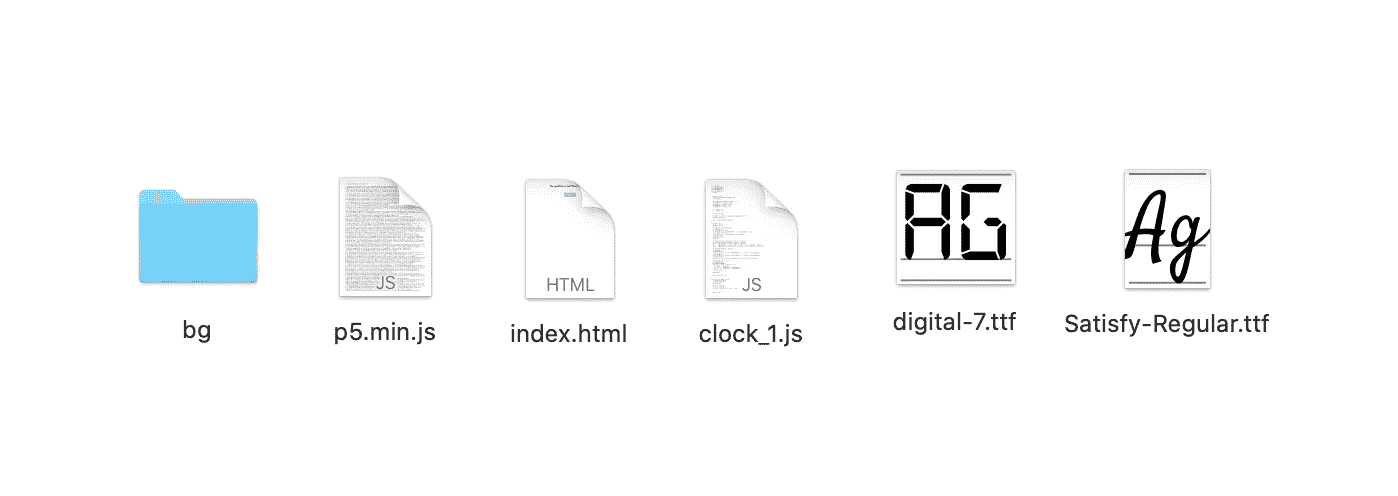 JS
HTML
JS
AG
Ag
bg
p5.min.js
index.html
clock_1.js
digital-7.ttf
Satisfy-Regular.ttf